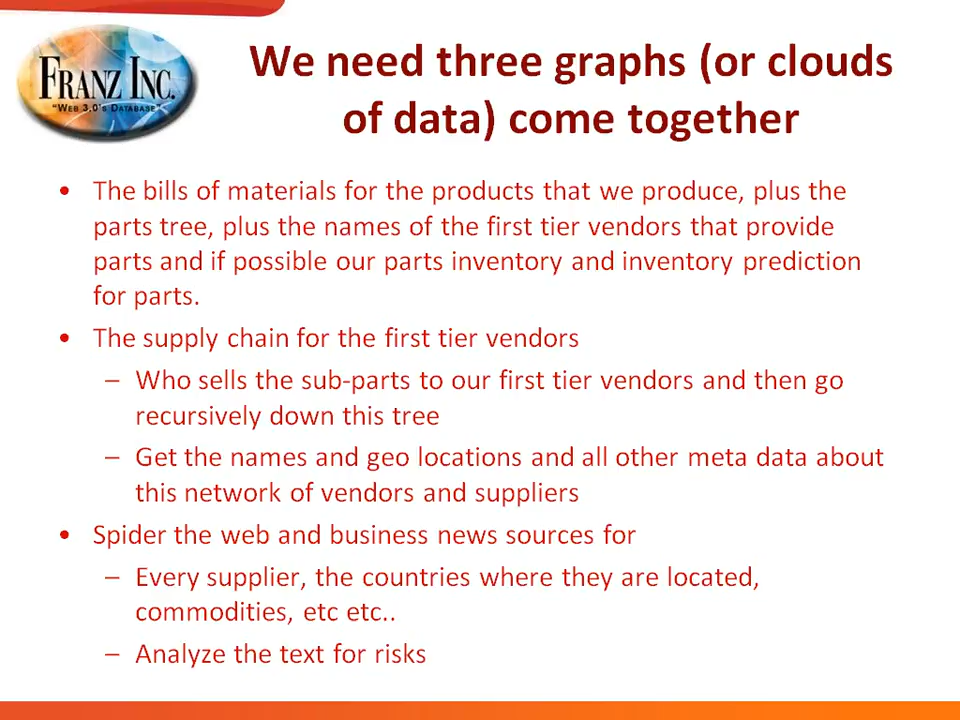 FRANZ INC.
"WEB 3.0'S DATABASE"
We need three graphs (or clouds
of data) come together
• The bills of materials for the products that we produce, plus the
parts tree, plus the names of the first tier vendors that provide
parts and if possible our parts inventory and inventory prediction
for parts.
• The supply chain for the first tier vendors
– Who sells the sub-parts to our first tier vendors and then go
recursively down this tree
– Get the names and geo locations and all other meta data about
this network of vendors and suppliers
• Spider the web and business news sources for
– Every supplier, the countries where they are located,
commodities, etc etc..
– Analyze the text for risks